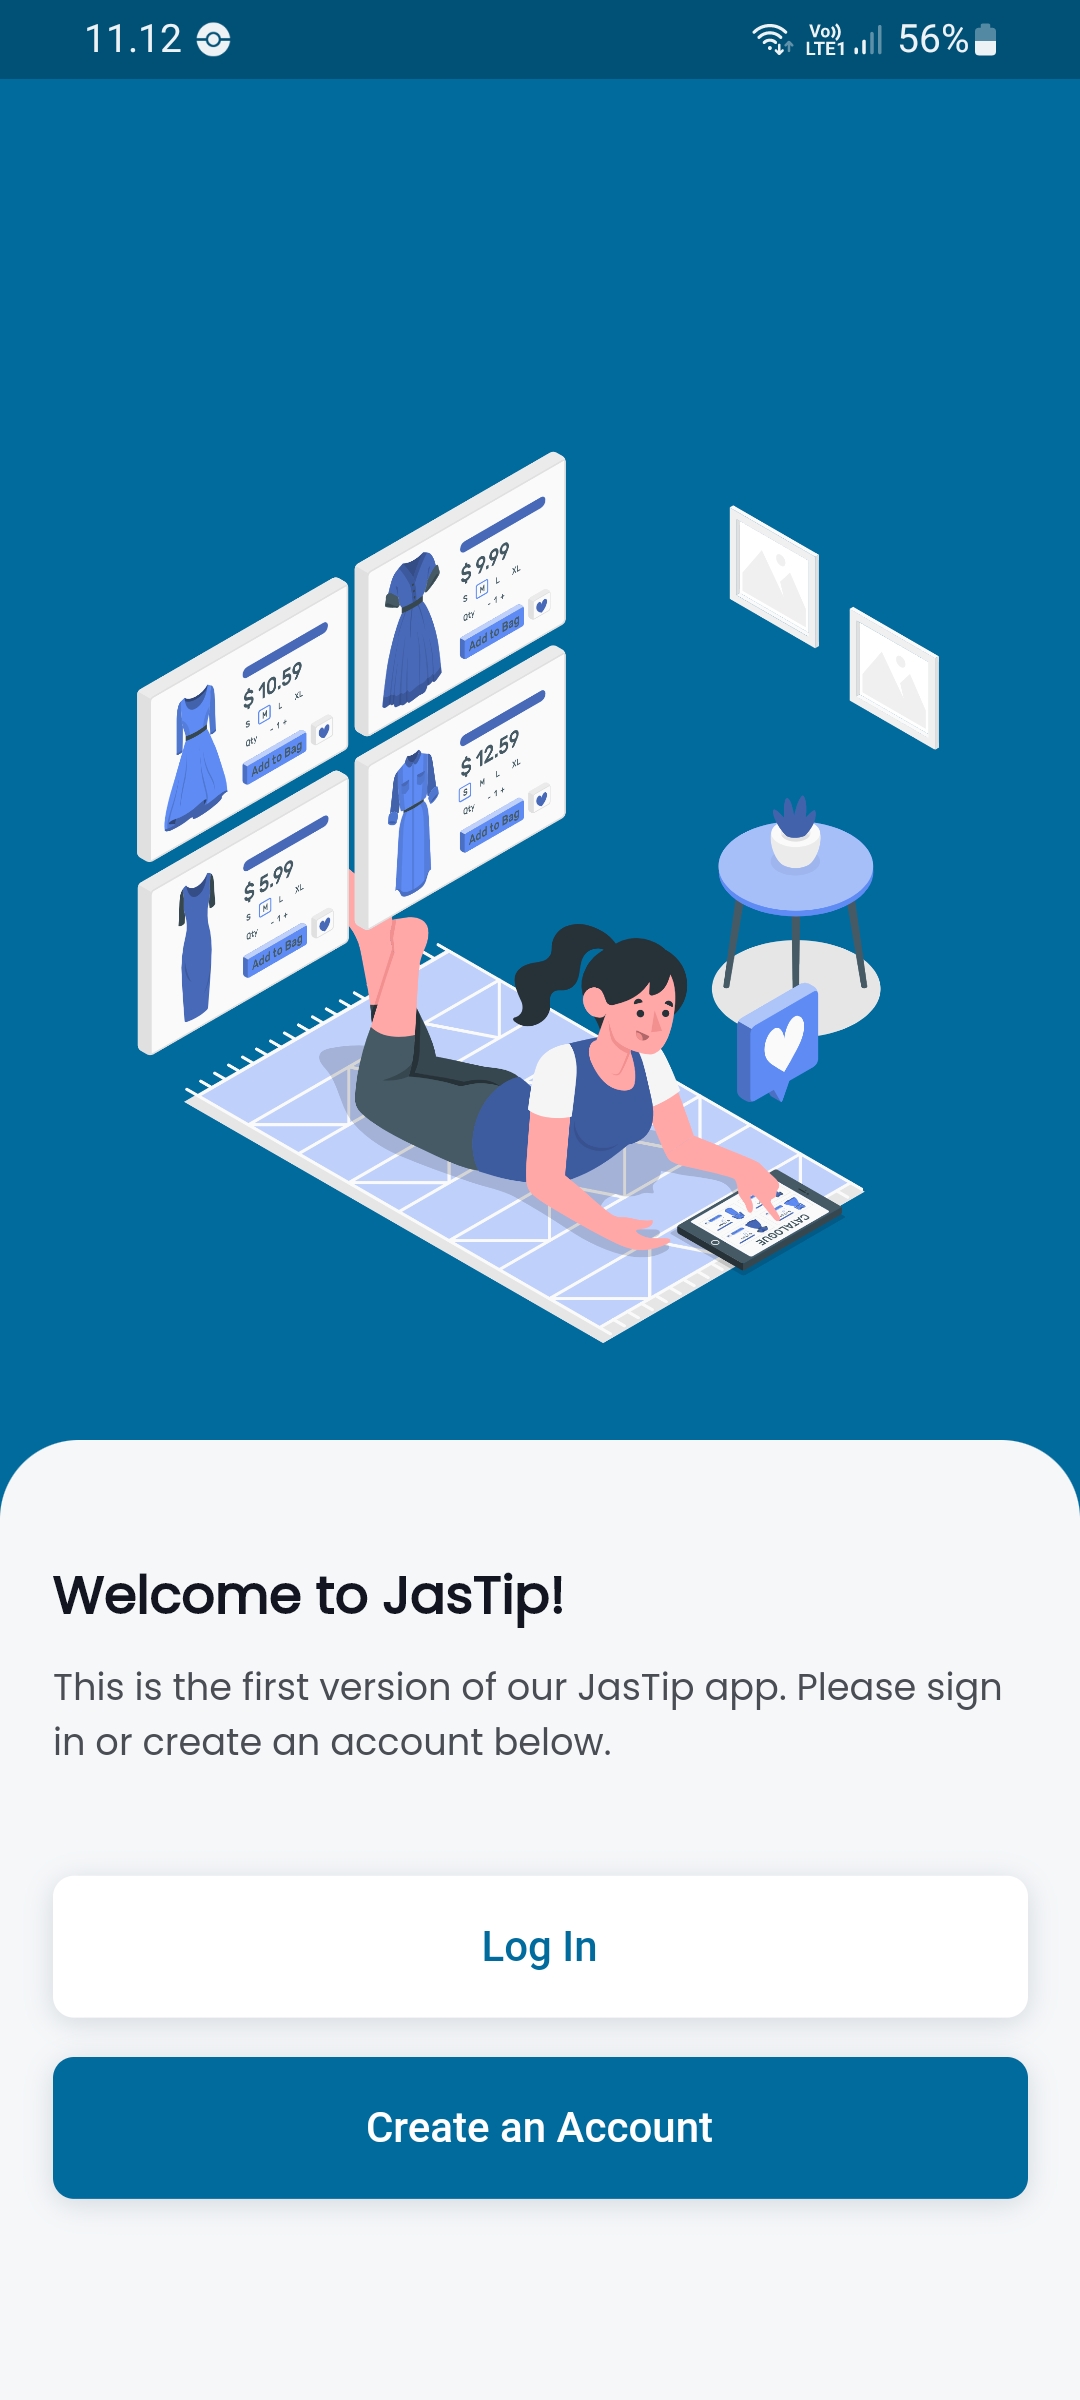 11.12
Vo)) LTE1 56%
$ 9.99
S M L XL
Qty - 1 +
Add to Bag
$ 10.59
S M L XL
Qty - 1 +
Add to Bag
$ 12.59
S M L XL
Qty - 1 +
Add to Bag
$ 5.99
S M L XL
Qty - 1 +
Add to Bag
CATALOGUE
Welcome to JasTip!
This is the first version of our JasTip app. Please sign
in or create an account below.
Log In
Create an Account